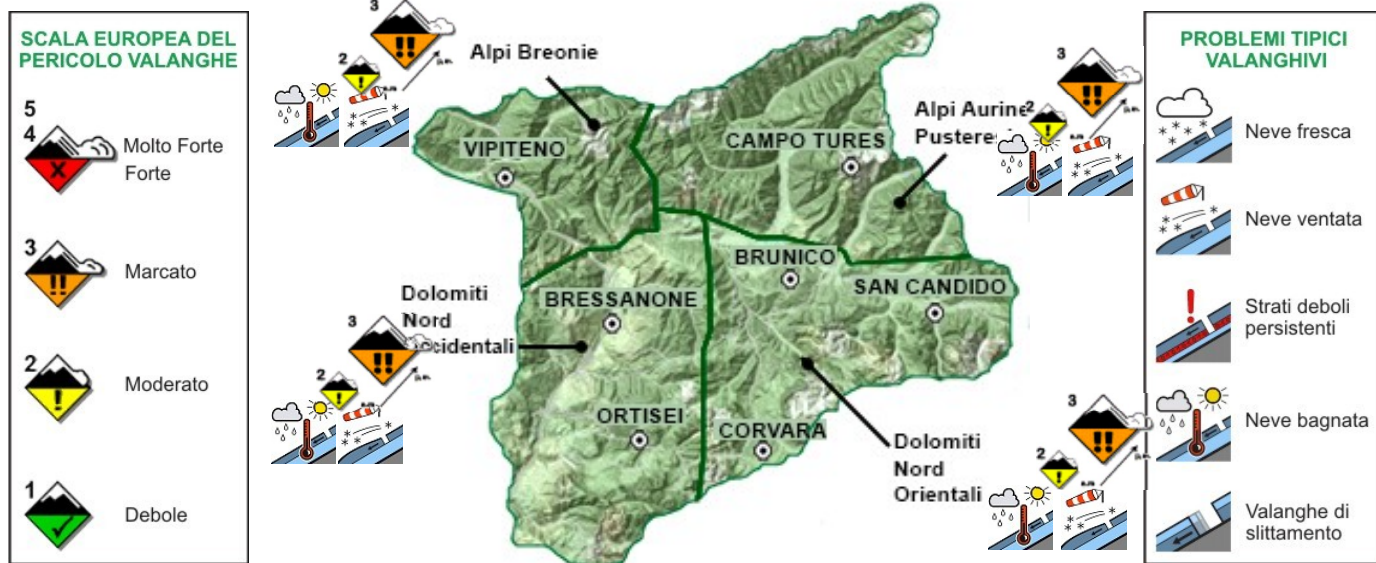 SCALA EUROPEA DEL
PERICOLO VALANGHE
5
4
Molto Forte
Forte
3
Marcato
2
Moderato
1
Debole
3
2
Alpi Breonie
VIPITENO
CAMPO TURES
Alpi Aurine
3
2
BRUNICO
SAN CANDIDO
BRESSANONE
Dolomiti
Nord
3
2
ORTISEI
CORVARA
Dolomiti
Nord
Orientali
3
2
PROBLEMI TIPICI
VALANGHIVI
Neve fresca
Neve ventata
Strati deboli
persistenti
Neve bagnata
Valanghe di
slittamento